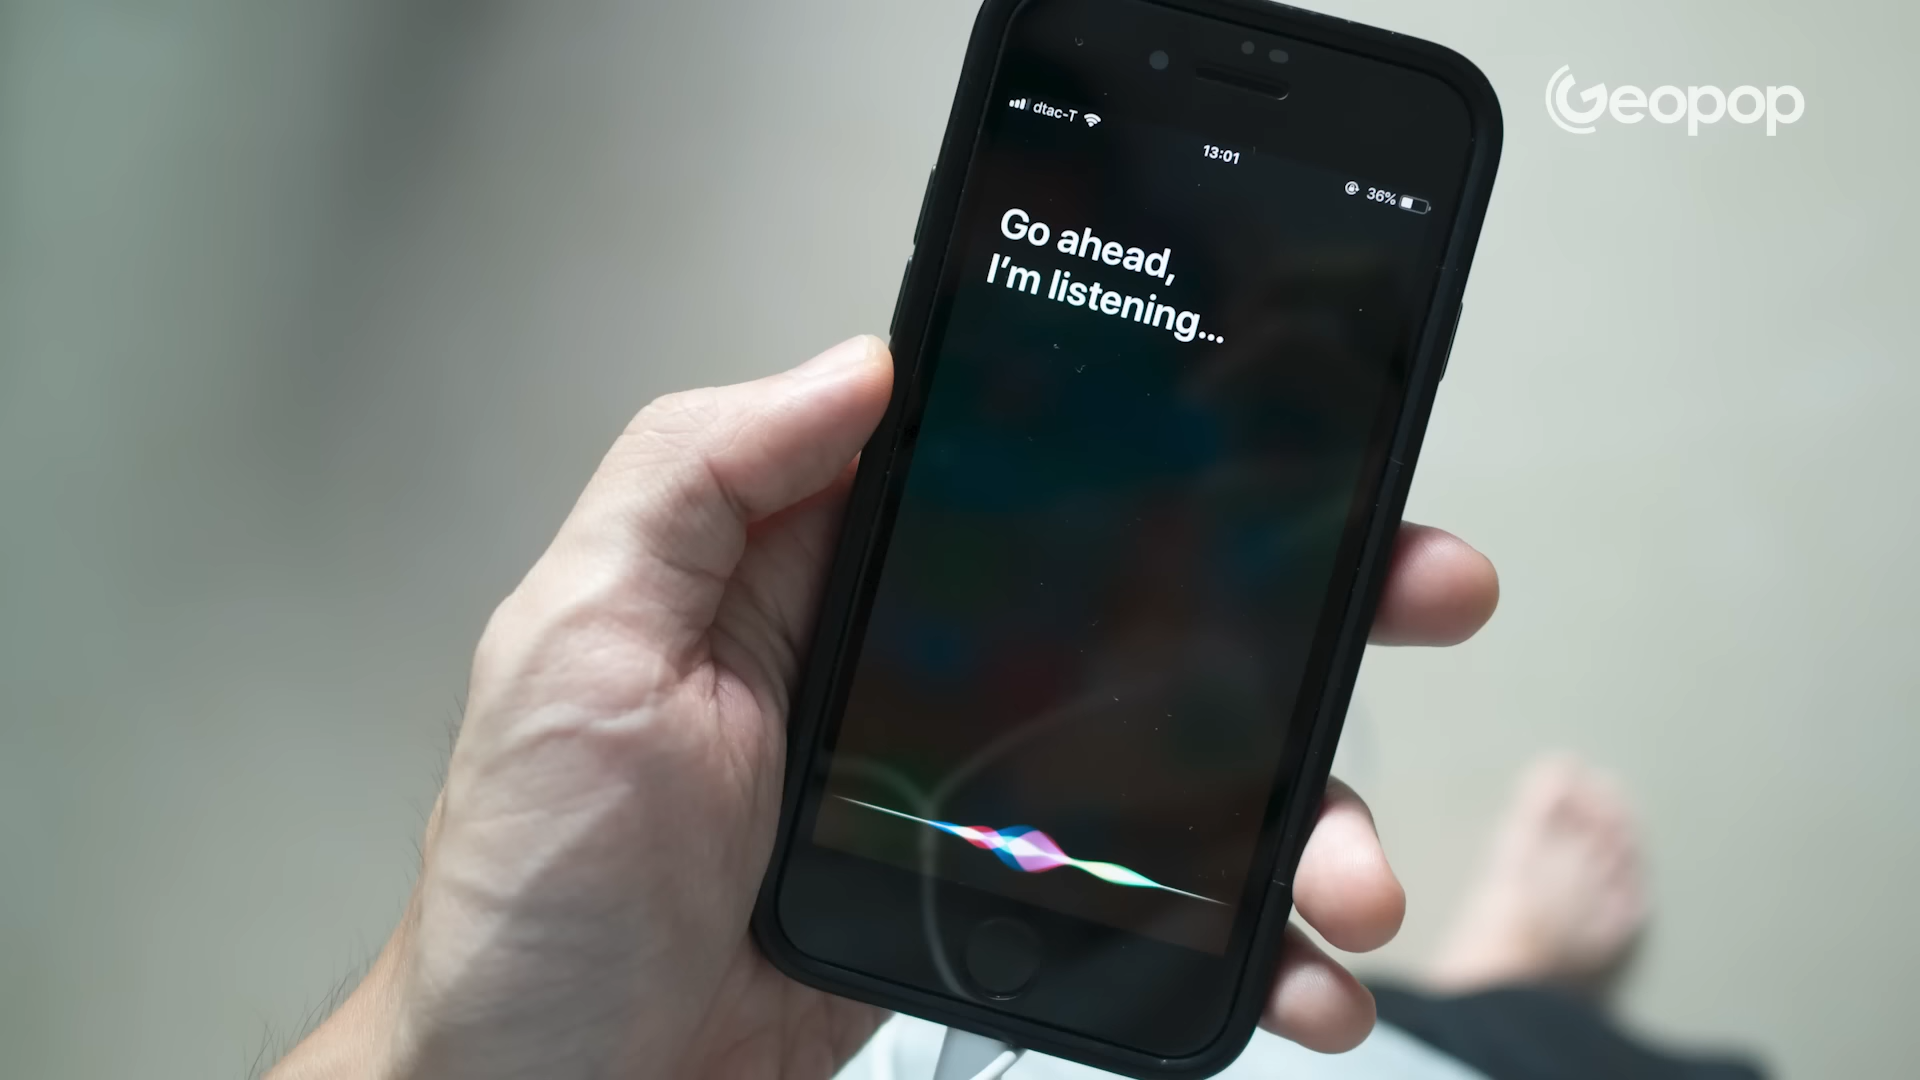 Geopop
dtac-T
13:01
36%
Go ahead,
I'm listening...